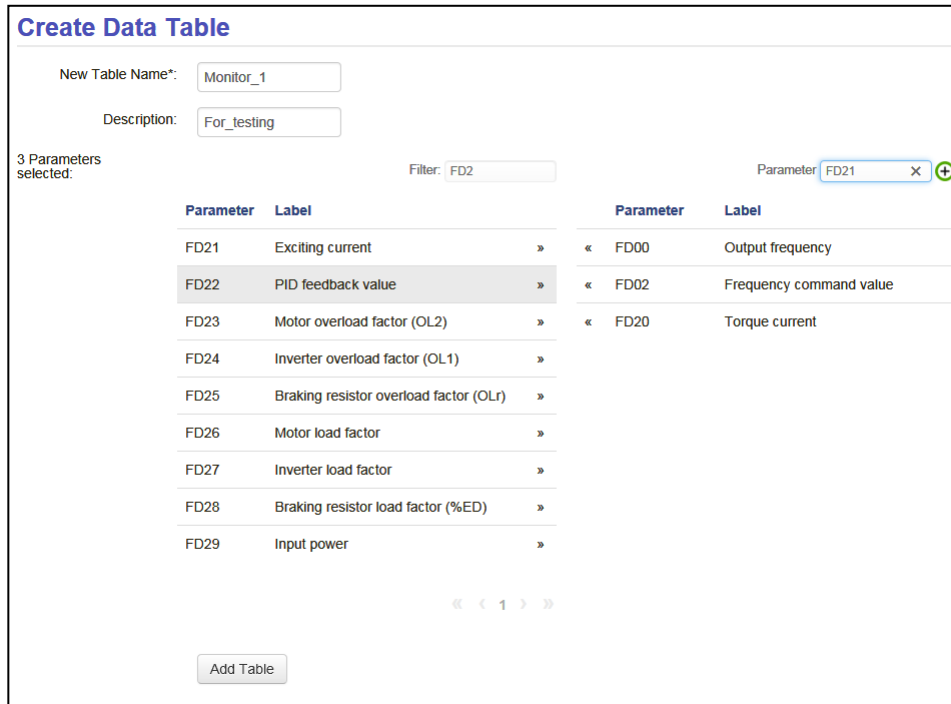 Create Data Table
New Table Name*: Monitor_1
Description: For_testing
3 Parameters
selected:
Filter: FD2
Parameter FD21 ×
Parameter Label
FD21 Exciting current »
FD22 PID feedback value »
FD23 Motor overload factor (OL2) »
FD24 Inverter overload factor (OL1) »
FD25 Braking resistor overload factor (OLr) »
FD26 Motor load factor »
FD27 Inverter load factor »
FD28 Braking resistor load factor (%ED) »
FD29 Input power »
« ‹ 1 › »
Parameter Label
« FD00 Output frequency
« FD02 Frequency command value
« FD20 Torque current
Add Table